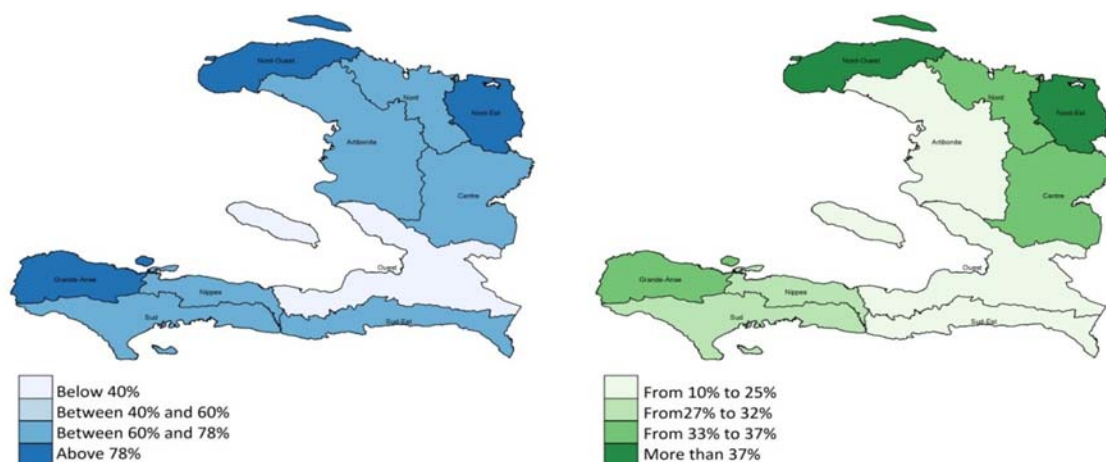 Nord-Ouest
Nord
Nord-Est
Artibonite
Centre
Ouest
Grande-Anse
Nippes
Sud
Sud-Est
Below 40%
Between 40% and 60%
Between 60% and 78%
Above 78%
Nord-Ouest
Nord
Nord-Est
Artibonite
Centre
Ouest
Grande-Anse
Nippes
Sud
Sud-Est
From 10% to 25%
From27% to 32%
From 33% to 37%
More than 37%